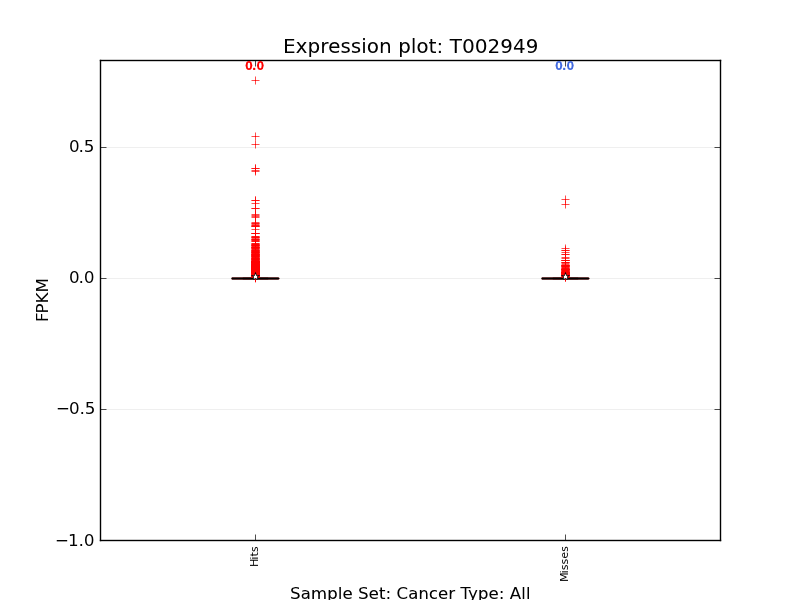 Expression plot: T002949
0.0
0.0
0.5
0.0
−0.5
−1.0
FPKM
Hits
Misses
Sample Set: Cancer Type: All